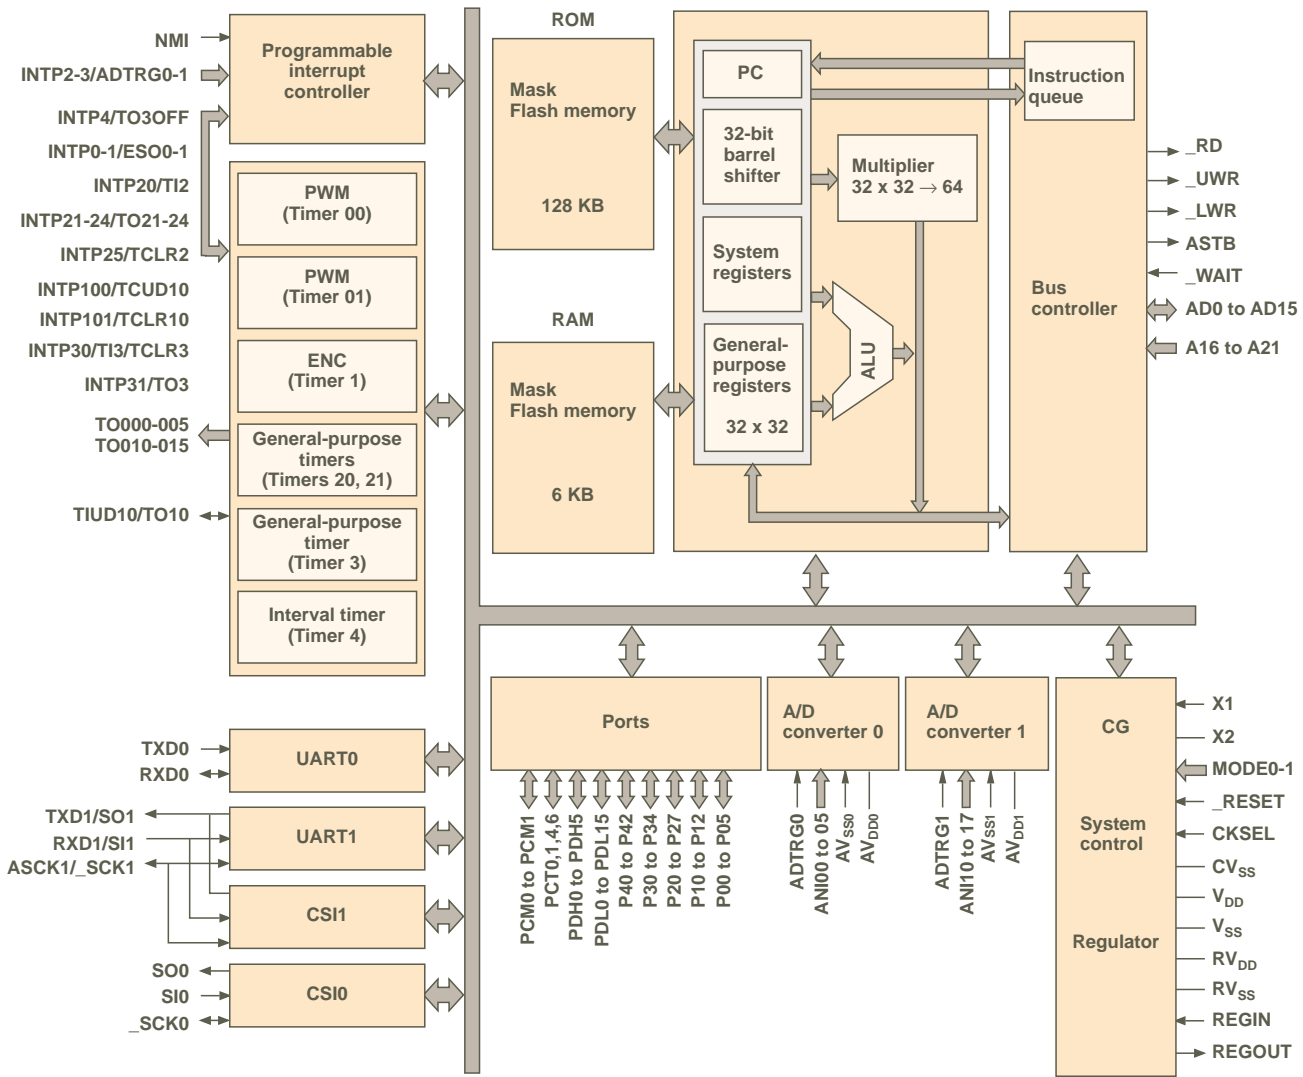 NMI
INTP2-3/ADTRG0-1
INTP4/TO3OFF
INTP0-1/ESO0-1
INTP20/TI2
INTP21-24/TO21-24
INTP25/TCLR2
INTP100/TCUD10
INTP101/TCLR10
INTP30/TI3/TCLR3
INTP31/TO3
TO000-005
TO010-015
TIUD10/TO10
Programmable
interrupt
controller
PWM
(Timer 00)
PWM
(Timer 01)
ENC
(Timer 1)
General-purpose
timers
(Timers 20, 21)
General-purpose
timer
(Timer 3)
Interval timer
(Timer 4)
TXD0
RXD0
UART0
TXD1/SO1
RXD1/SI1
ASCK1/_SCK1
UART1
CSI1
SO0
SI0
_SCK0
CSI0
ROM
Mask
Flash memory
128 KB
RAM
Mask
Flash memory
6 KB
PC
32-bit
barrel
shifter
System
registers
General-
purpose
registers
32 x 32
Multiplier
32 x 32 → 64
ALU
Instruction
queue
Bus
controller
_RD
_UWR
_LWR
ASTB
_WAIT
AD0 to AD15
A16 to A21
Ports
PCM0 to PCM1
PCT0,1,4,6
PDH0 to PDH5
PDL0 to PDL15
P40 to P42
P30 to P34
P20 to P27
P10 to P12
P00 to P05
A/D
converter 0
ADTRG0
ANI00 to 05
AVSS0
AVDD0
A/D
converter 1
ADTRG1
ANI10 to 17
AVSS1
AVDD1
CG
System
control
Regulator
X1
X2
MODE0-1
_RESET
CKSEL
CVSS
VDD
VSS
RVDD
RVSS
REGIN
REGOUT